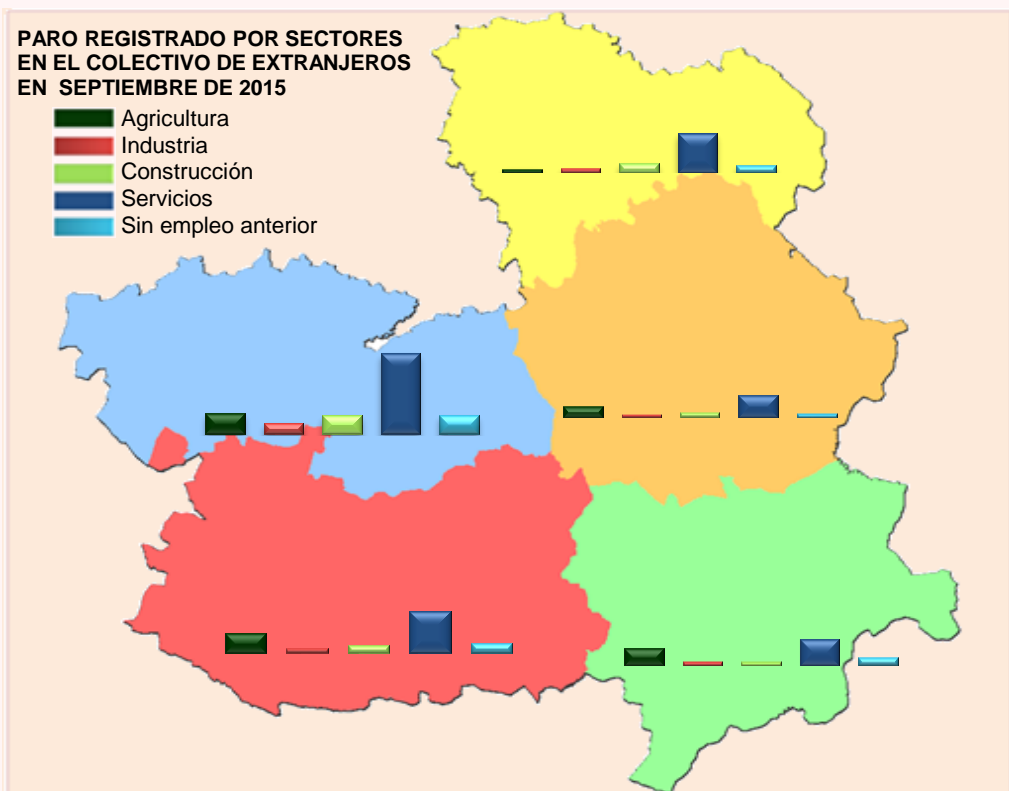 PARO REGISTRADO POR SECTORES
EN EL COLECTIVO DE EXTRANJEROS
EN SEPTIEMBRE DE 2015
Agricultura
Industria
Construcción
Servicios
Sin empleo anterior